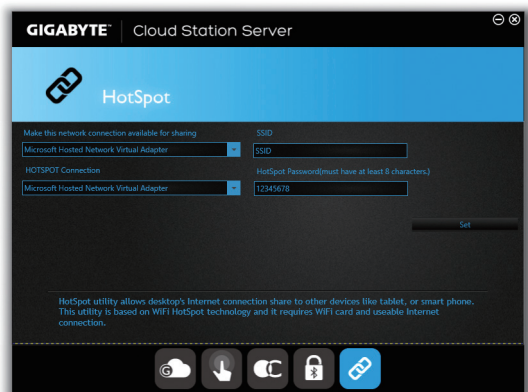 GIGABYTE™ Cloud Station Server
HotSpot
Make this network connection available for sharing
Microsoft Hosted Network Virtual Adapter
SSID
SSID
HOTSPOT Connection
Microsoft Hosted Network Virtual Adapter
HotSpot Password(must have at least 8 characters.)
12345678
Set
HotSpot utility allows desktop's Internet connection share to other devices like tablet, or smart phone.
This utility is based on WiFi HotSpot technology and it requires WiFi card and useable Internet
connection.
G